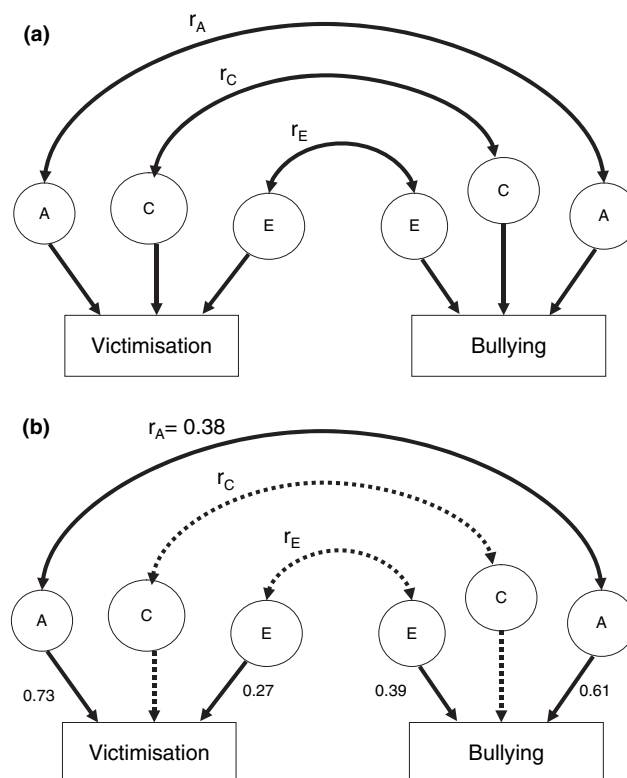 (a)
r_A
r_C
r_E
A C E E C A
Victimisation Bullying
(b)
r_A= 0.38
r_C
r_E
A C E E C A
0.73 0.27 0.39 0.61
Victimisation Bullying